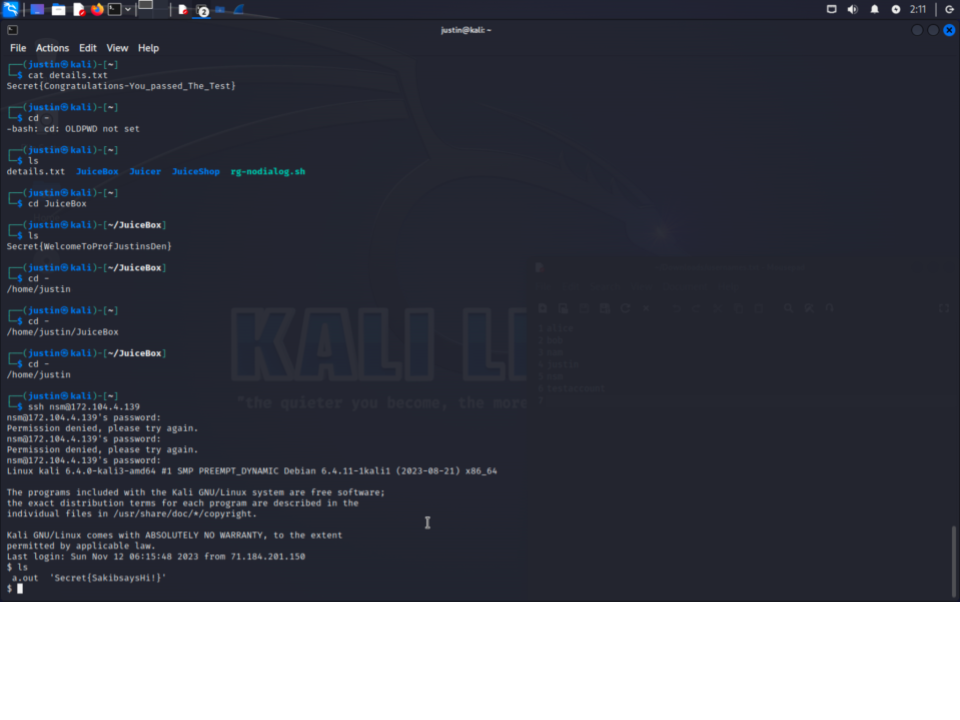 2
2:11
justin@kali: ~
File Actions Edit View Help
┌──(justin㉿kali)-[~]
└─$ cat details.txt
Secret{Congratulations-You_passed_The_Test}
┌──(justin㉿kali)-[~]
└─$ cd -
-bash: cd: OLDPWD not set
┌──(justin㉿kali)-[~]
└─$ ls
details.txt JuiceBox Juicer JuiceShop rg-nodialog.sh
┌──(justin㉿kali)-[~]
└─$ cd JuiceBox
┌──(justin㉿kali)-[~/JuiceBox]
└─$ ls
Secret{WelcomeToProfJustinsDen}
┌──(justin㉿kali)-[~/JuiceBox]
└─$ cd -
/home/justin
┌──(justin㉿kali)-[~]
└─$ cd -
/home/justin/JuiceBox
┌──(justin㉿kali)-[~/JuiceBox]
└─$ cd -
/home/justin
┌──(justin㉿kali)-[~]
└─$ ssh nsm@172.104.4.139
nsm@172.104.4.139's password:
Permission denied, please try again.
nsm@172.104.4.139's password:
Permission denied, please try again.
nsm@172.104.4.139's password:
Linux kali 6.4.0-kali3-amd64 #1 SMP PREEMPT_DYNAMIC Debian 6.4.11-1kali1 (2023-08-21) x86_64
The programs included with the Kali GNU/Linux system are free software;
the exact distribution terms for each program are described in the
individual files in /usr/share/doc/*/copyright.
Kali GNU/Linux comes with ABSOLUTELY NO WARRANTY, to the extent
permitted by applicable law.
Last login: Sun Nov 12 06:15:48 2023 from 71.184.201.150
$ ls
a.out 'Secret{SakibsaysHi!}'
$
KALI LI
"the quieter you become, the more